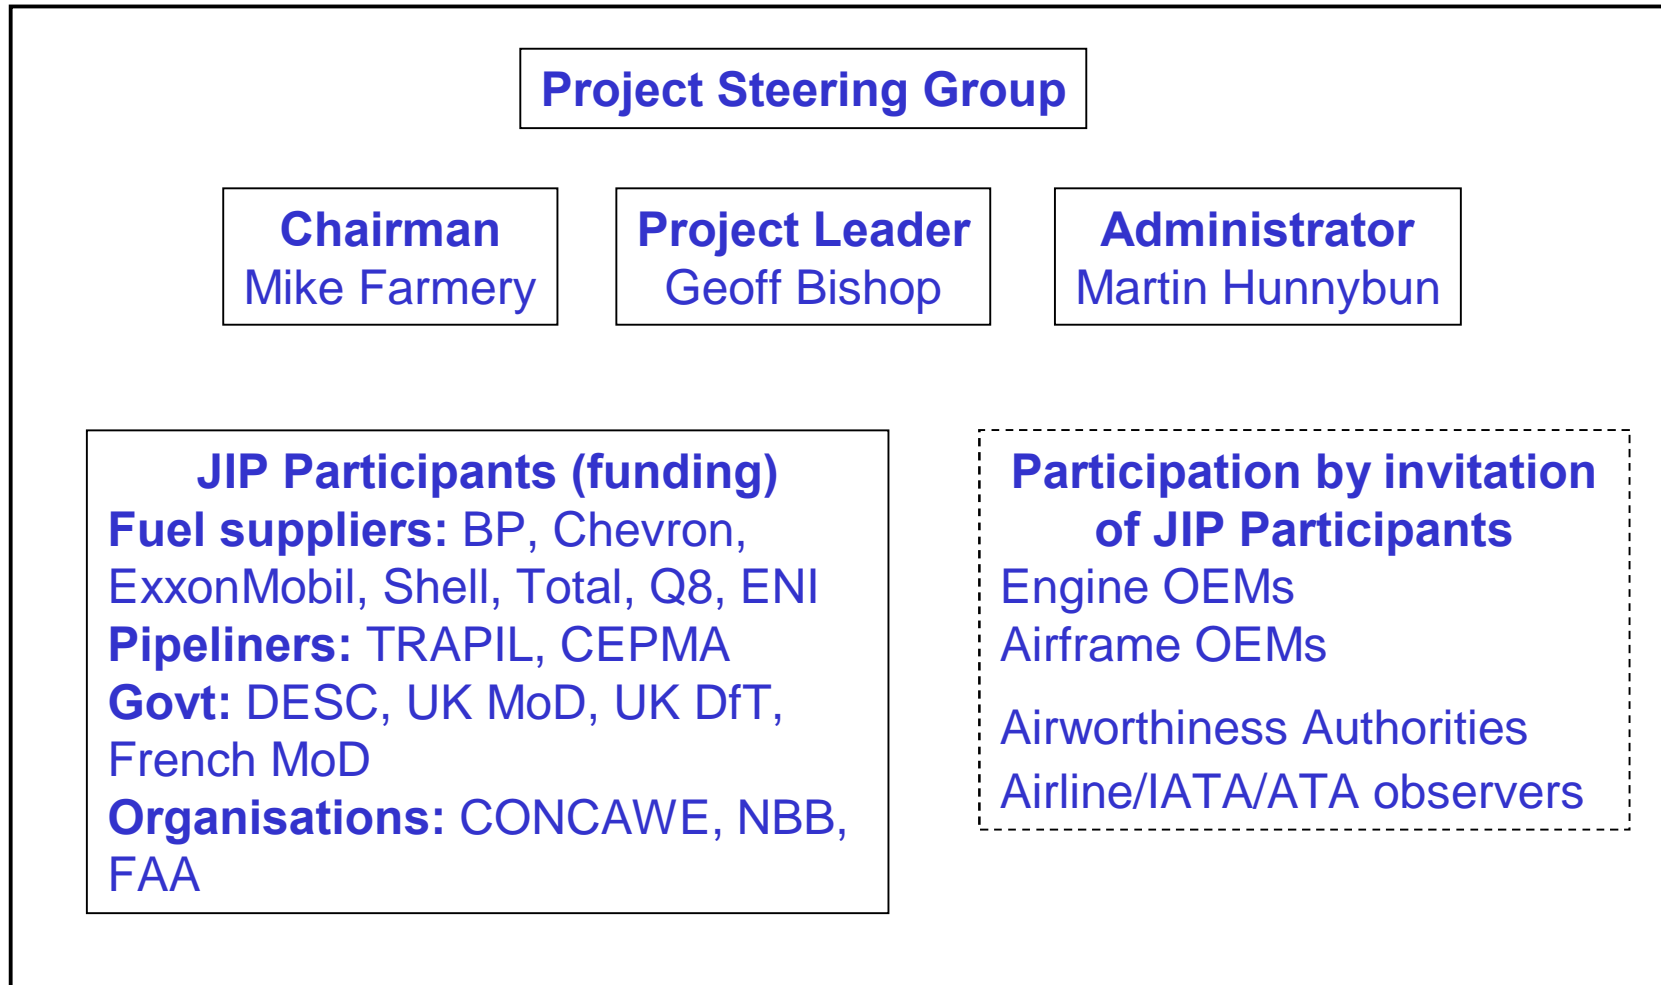 Project Steering Group
Chairman
Mike Farmery
Project Leader
Geoff Bishop
Administrator
Martin Hunnybun
JIP Participants (funding)
Fuel suppliers: BP, Chevron,
ExxonMobil, Shell, Total, Q8, ENI
Pipeliners: TRAPIL, CEPMA
Govt: DESC, UK MoD, UK DfT,
French MoD
Organisations: CONCAWE, NBB,
FAA
Participation by invitation
of JIP Participants
Engine OEMs
Airframe OEMs
Airworthiness Authorities
Airline/IATA/ATA observers